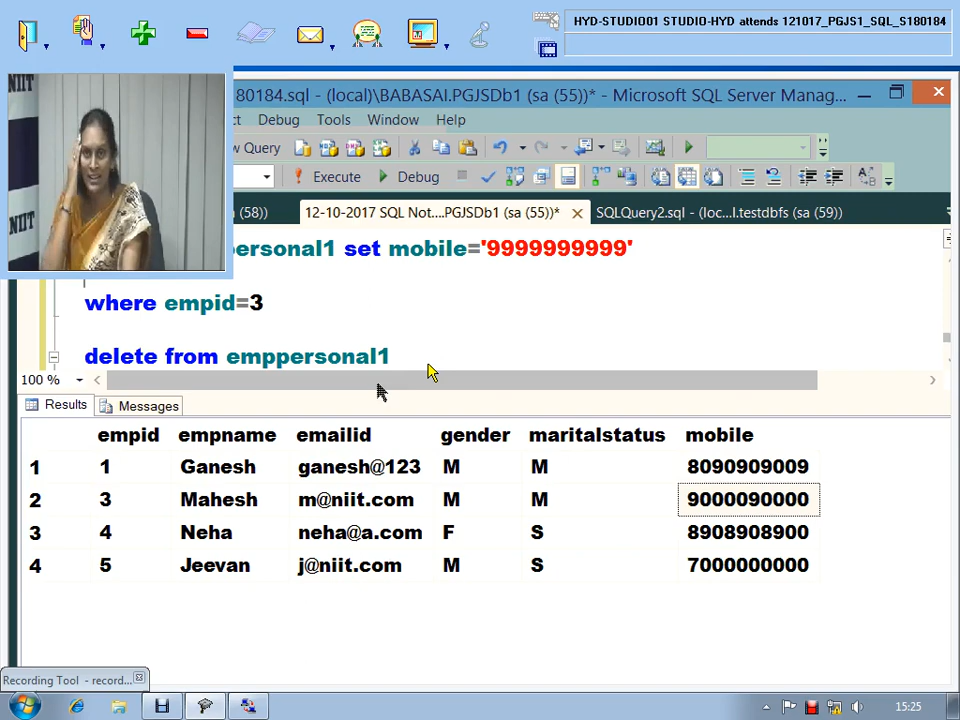 HYD-STUDIO01 STUDIO-HYD attends 121017_PGJS1_SQL_S180184
NIIT
NIIT
180184.sql - (local)\BABASAI.PGJSDb1 (sa (55))* - Microsoft SQL Server Manag...
Debug Tools Window Help
Query
Execute Debug
(58)) 12-10-2017 SQL Not....PGJSDb1 (sa (55))* SQLQuery2.sql - (loc...l.testdbfs (sa (59))
personal1 set mobile='9999999999'
where empid=3
delete from emppersonal1
100 %
Results Messages
empid empname emailid gender maritalstatus mobile
1 1 Ganesh ganesh@123 M M 8090909009
2 3 Mahesh m@niit.com M M 9000090000
3 4 Neha neha@a.com F S 8908908900
4 5 Jeevan j@niit.com M S 7000000000
Recording Tool - record...
15:25